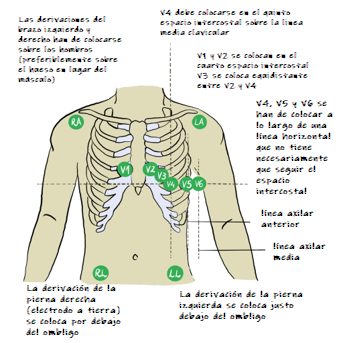 Las derivaciones del
brazo izquierdo y
derecho han de colocarse
sobre los hombros
(preferiblemente sobre
el hueso en lugar del
músculo)
V4 debe colocarse en el quinto
espacio intercostal sobre la línea
media clavicular
V1 y V2 se colocan en el
cuarto espacio intercostal
V3 se coloca equidistante
entre V2 y V4
V4, V5 y V6 se
han de colocar a
lo largo de una
línea horizontal
que no tiene
necesariamente
que seguir el
espacio
intercostal
RA
LA
V1
V2
V3
V4
V5
V6
línea axilar
anterior
línea axilar
media
RL
LL
La derivación de la
pierna derecha
(electrodo a tierra)
se coloca por debajo
del ombligo
La derivación de la pierna
izquierda se coloca justo
debajo del ombligo